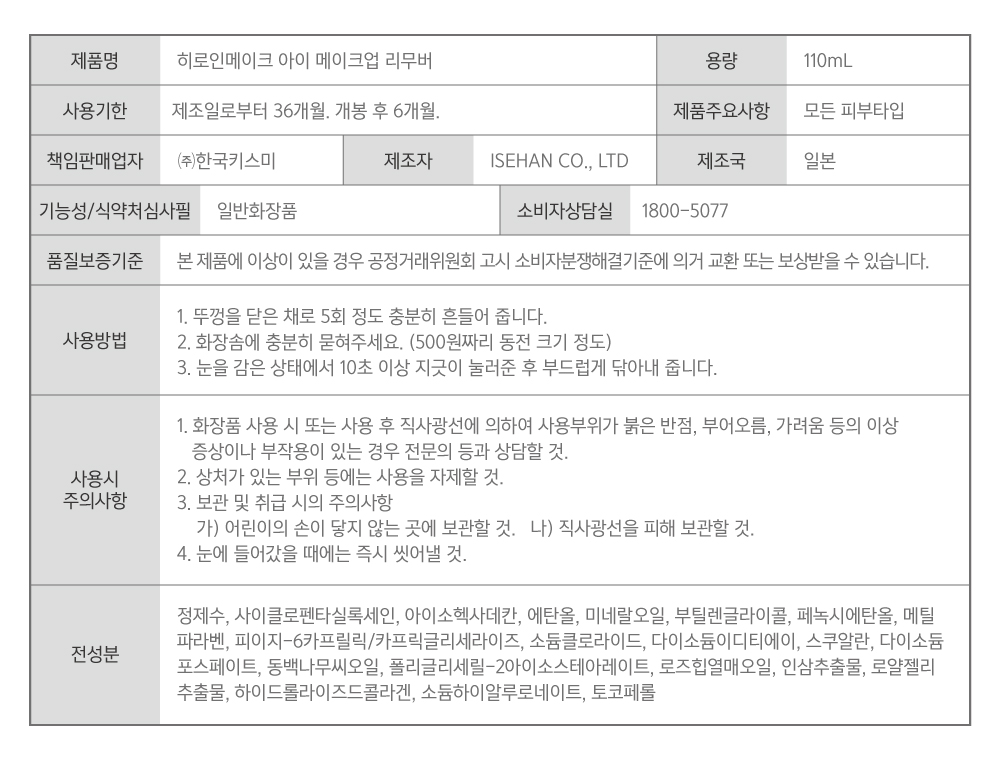 제품명 히로인메이크 아이 메이크업 리무버 용량 110mL
사용기한 제조일로부터 36개월. 개봉 후 6개월. 제품주요사항 모든 피부타입
책임판매업자 ㈜한국키스미 제조자 ISEHAN CO., LTD 제조국 일본
기능성/식약처심사필 일반화장품 소비자상담실 1800-5077
품질보증기준 본 제품에 이상이 있을 경우 공정거래위원회 고시 소비자분쟁해결기준에 의거 교환 또는 보상받을 수 있습니다.
사용방법
1. 뚜껑을 닫은 채로 5회 정도 충분히 흔들어 줍니다.
2. 화장솜에 충분히 묻혀주세요. (500원짜리 동전 크기 정도)
3. 눈을 감은 상태에서 10초 이상 지긋이 눌러준 후 부드럽게 닦아내 줍니다.
사용시
주의사항
1. 화장품 사용 시 또는 사용 후 직사광선에 의하여 사용부위가 붉은 반점, 부어오름, 가려움 등의 이상
증상이나 부작용이 있는 경우 전문의 등과 상담할 것.
2. 상처가 있는 부위 등에는 사용을 자제할 것.
3. 보관 및 취급 시의 주의사항
가) 어린이의 손이 닿지 않는 곳에 보관할 것. 나) 직사광선을 피해 보관할 것.
4. 눈에 들어갔을 때에는 즉시 씻어낼 것.
전성분
정제수, 사이클로펜타실록세인, 아이소헥사데칸, 에탄올, 미네랄오일, 부틸렌글라이콜, 페녹시에탄올, 메틸
파라벤, 피이지-6카프릴릭/카프릭글리세라이즈, 소듐클로라이드, 다이소듐이디티에이, 스쿠알란, 다이소듐
포스페이트, 동백나무씨오일, 폴리글리세릴-2아이소스테아레이트, 로즈힙열매오일, 인삼추출물, 로얄젤리
추출물, 하이드롤라이즈드콜라겐, 소듐하이알루로네이트, 토코페롤